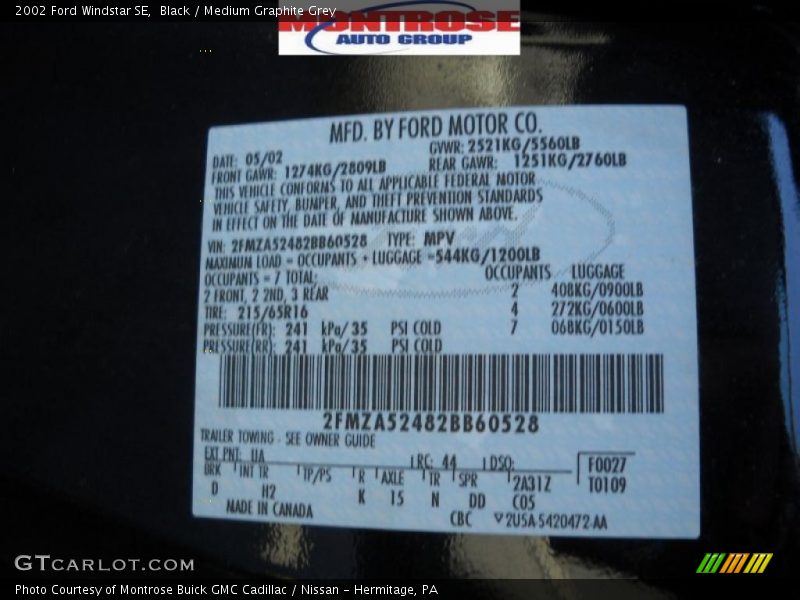 2002 Ford Windstar SE, Black / Medium Graphite Grey
MONTROSE
AUTO GROUP
MFD. BY FORD MOTOR CO.
DATE: 05/02 GVWR: 2521KG/5560LB
FRONT GAWR: 1274KG/2809LB REAR GAWR: 1251KG/2760LB
THIS VEHICLE CONFORMS TO ALL APPLICABLE FEDERAL MOTOR
VEHICLE SAFETY, BUMPER, AND THEFT PREVENTION STANDARDS
IN EFFECT ON THE DATE OF MANUFACTURE SHOWN ABOVE.
VIN: 2FMZA52482BB60528 TYPE: MPV
MAXIMUM LOAD = OCCUPANTS + LUGGAGE =544KG/1200LB
OCCUPANTS = 7 TOTAL: OCCUPANTS LUGGAGE
2 FRONT, 2 2ND, 3 REAR 2 408KG/0900LB
TIRE: 215/65R16 4 272KG/0600LB
PRESSURE(FR): 241 kPa/35 PSI COLD 7 068KG/0150LB
PRESSURE(RR): 241 kPa/35 PSI COLD
2FMZA52482BB60528
TRAILER TOWING - SEE OWNER GUIDE
EXT PNT: UA RC: 44 DSO: F0027
BRK INT TR TP/PS R AXLE TR SPR 2A31Z T0109
D H2 K 15 N DD C05
MADE IN CANADA CBC 2U5A-5420472-AA
GTCARLOT.COM
Photo Courtesy of Montrose Buick GMC Cadillac / Nissan - Hermitage, PA